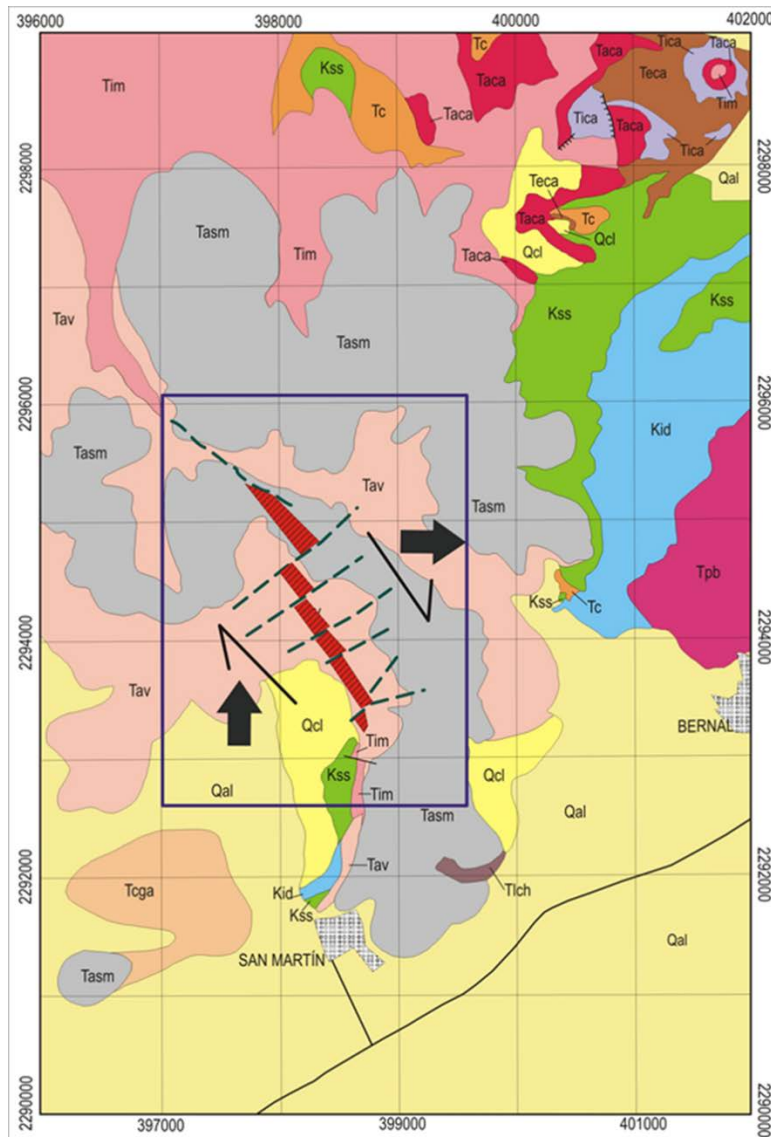 396000
398000
400000
402000
Tim
Kss
Tc
Tc
Taca
Taca
Taca
Tica
Taca
Teca
Tim
Tica
Taca
Tica
2298000
2298000
Qal
Teca
Taca
Tc
Qcl
Qcl
Taca
Tasm
Tim
Kss
Kss
Tav
Tasm
2296000
2296000
Kid
Tasm
Tav
Tasm
Tpb
Kss
Tc
2294000
2294000
Tav
Qcl
BERNAL
Tim
Kss
Qcl
Qal
Tim
Qal
Tasm
2292000
2292000
Tav
Tcga
Kid
Tlch
Kss
SAN MARTÍN
Qal
Tasm
2290000
2290000
397000
399000
401000